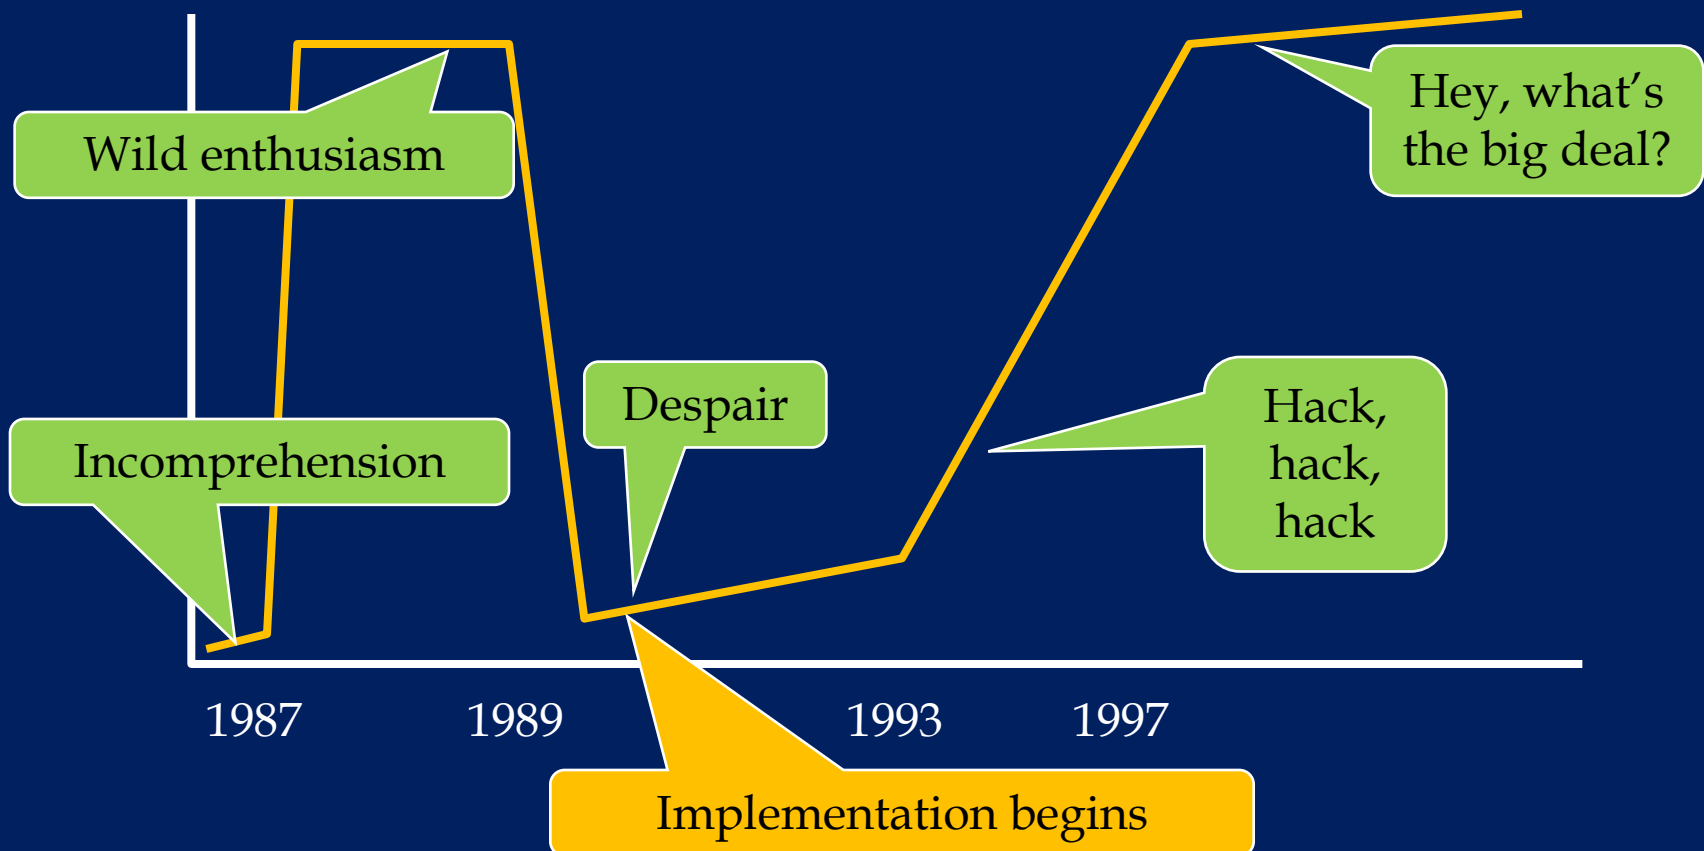 Wild enthusiasm
Hey, what's
the big deal?
Despair
Incomprehension
Hack,
hack,
hack
1987 1989 1993 1997
Implementation begins